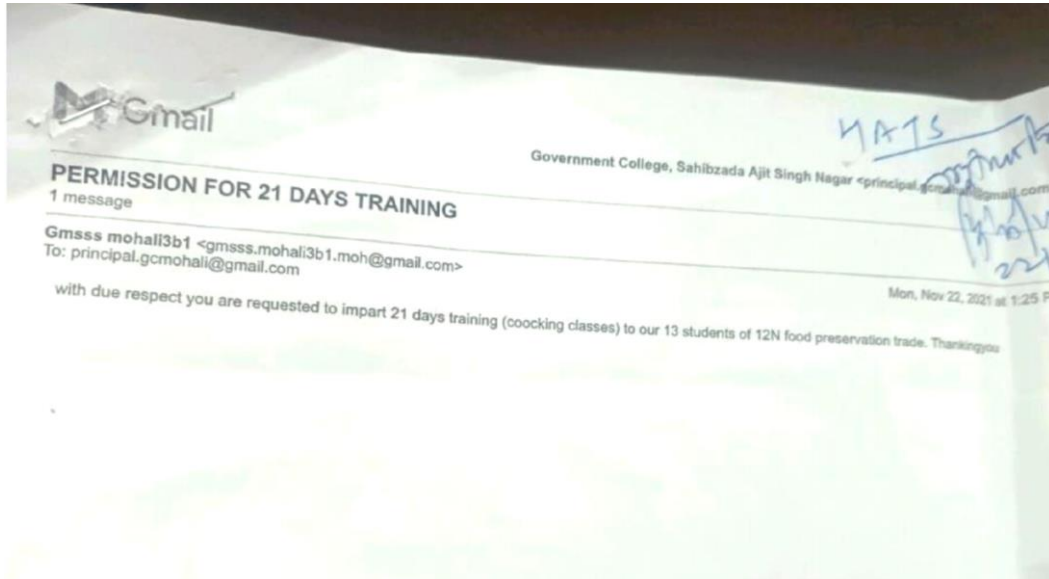 Gmail
HATS
Government College, Sahibzada Ajit Singh Nagar <principal.gcmohali@gmail.com
PERMISSION FOR 21 DAYS TRAINING
1 message
Gmsss mohali3b1 <gmsss.mohali3b1.moh@gmail.com>
To: principal.gcmohali@gmail.com
Mon, Nov 22, 2021 at 1:25 P
with due respect you are requested to impart 21 days training (coocking classes) to our 13 students of 12N food preservation trade. Thankingyou